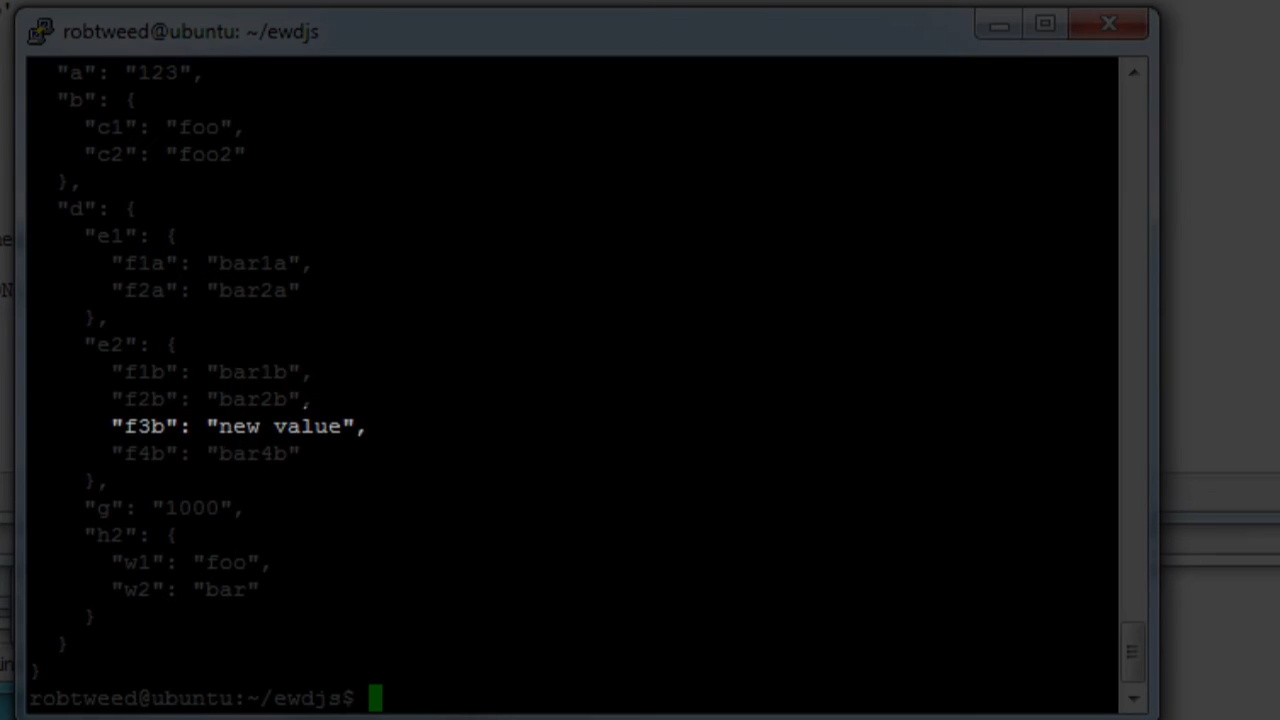 robtweed@ubuntu: ~/ewdjs
"a": "123",
"b": {
"c1": "foo",
"c2": "foo2"
},
"d": {
"e1": {
"f1a": "bar1a",
"f2a": "bar2a"
},
"e2": {
"f1b": "bar1b",
"f2b": "bar2b",
"f3b": "new value",
"f4b": "bar4b"
},
"g": "1000",
"h2": {
"w1": "foo",
"w2": "bar"
}
}
}
robtweed@ubuntu:~/ewdjs$